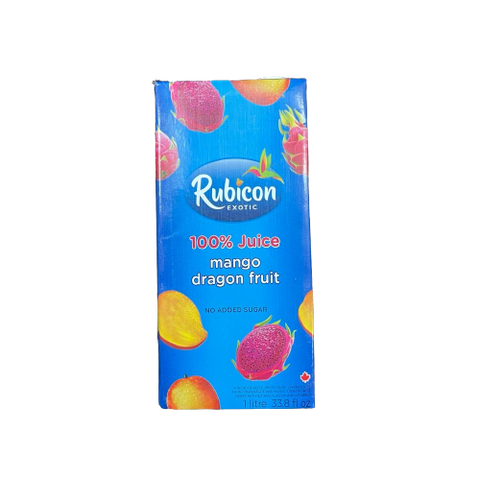 Rubicon
EXOTIC
100% Juice
mango
dragon fruit
NO ADDED SUGAR
1 litre 33.8 fl oz